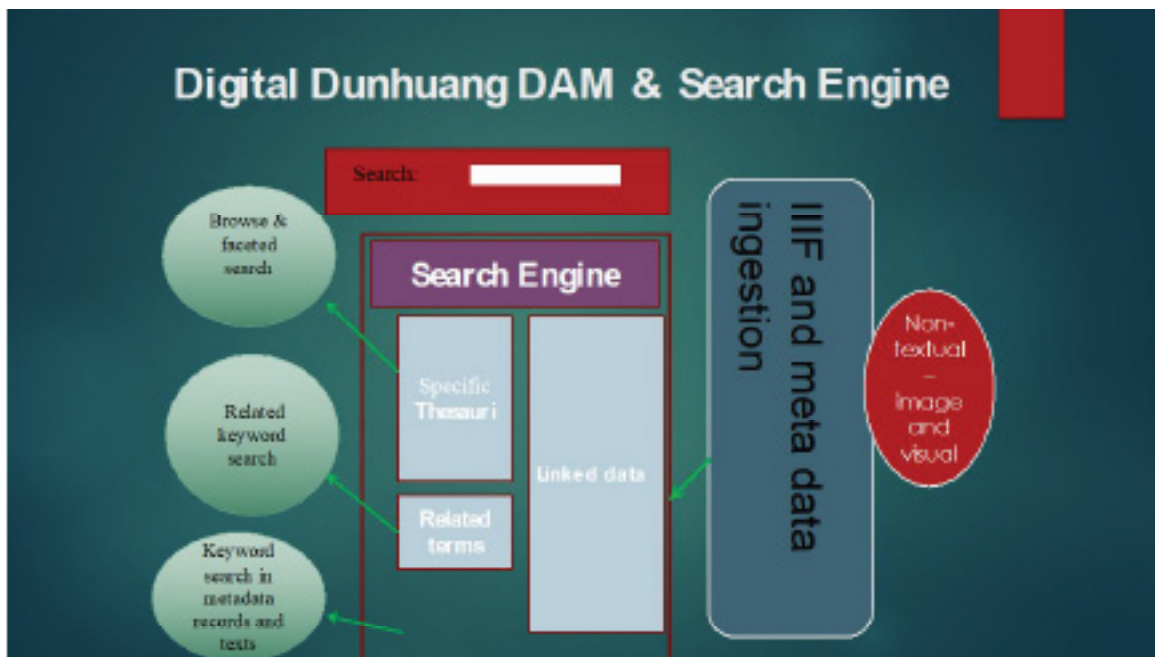 Digital Dunhuang DAM & Search Engine
Search:
Browse &
faceted
search
Search Engine
Specific
Thesauri
Related
keyword
search
Linked data
Related
terms
Keyword
search in
metadata
records and
texts
IIIF and meta data
ingestion
Non-
textual
–
Image
and
visual